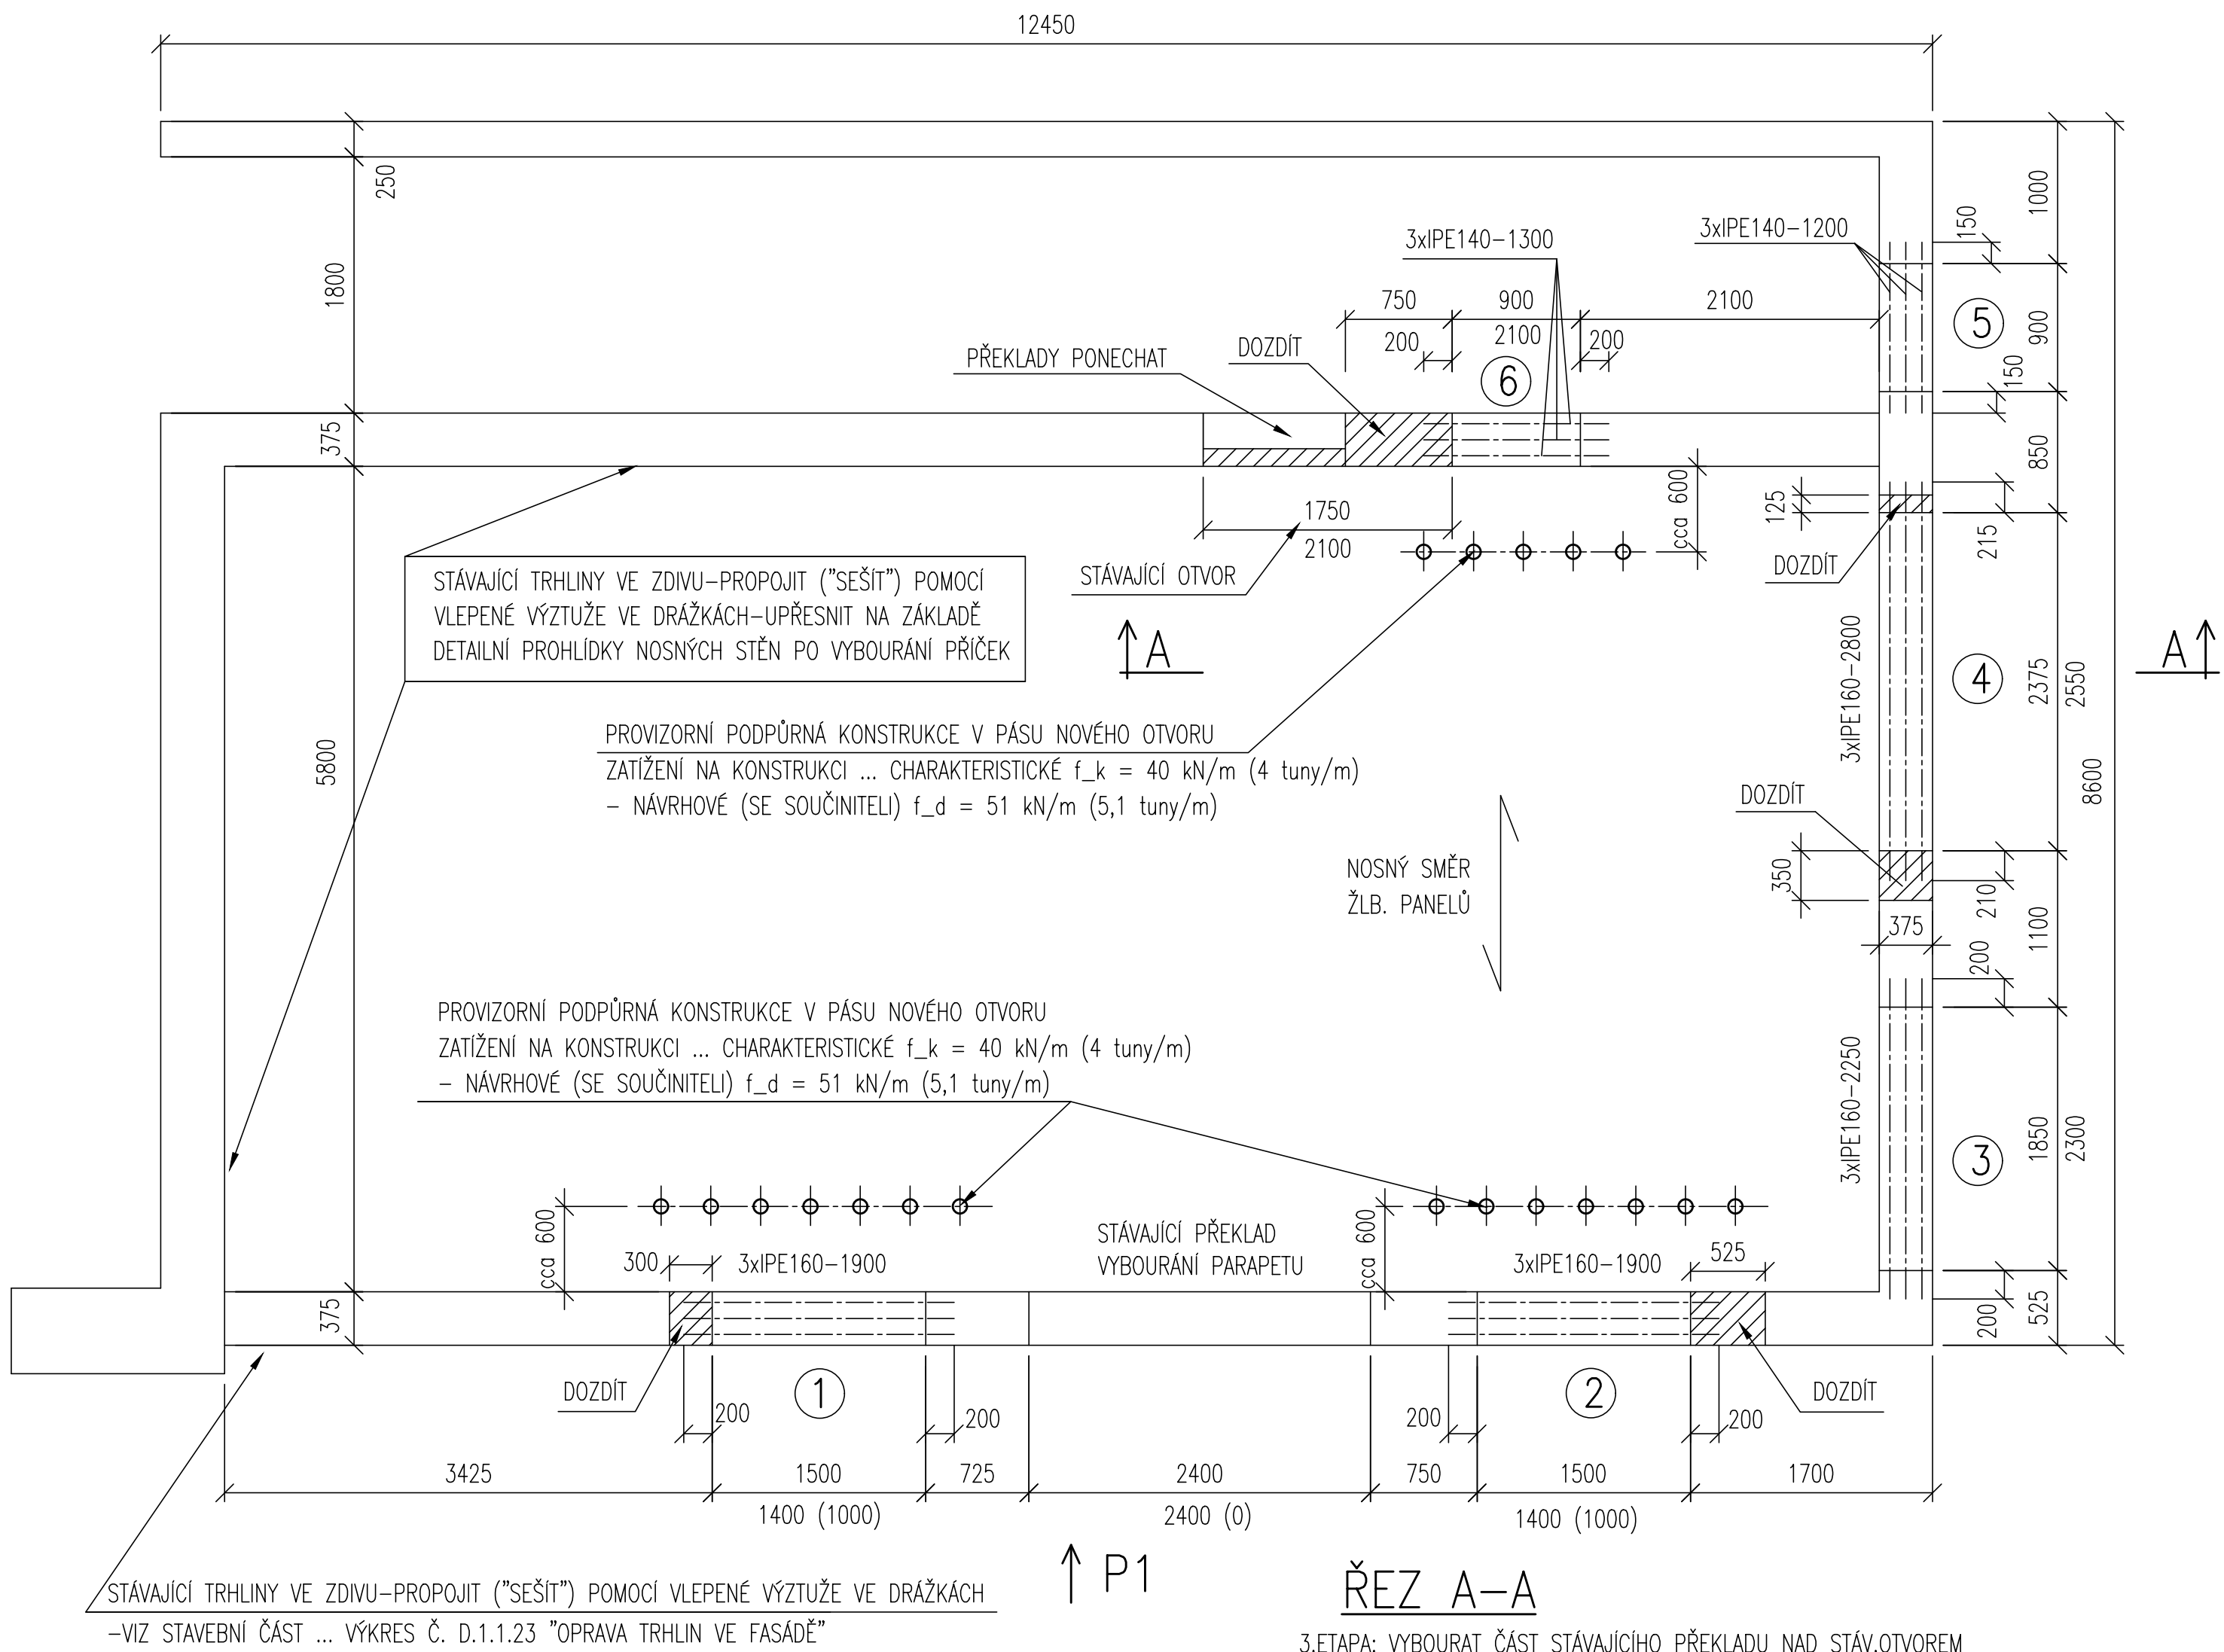 12450
250
1800
375
5800
375
3xIPE140-1300
3xIPE140-1200
150
1000
750
900
2100
2100
200
200
5
900
150
PŘEKLADY PONECHAT
DOZDÍT
6
850
cca 600
125
215
1750
2100
STÁVAJÍCÍ OTVOR
DOZDÍT
STÁVAJÍCÍ TRHLINY VE ZDIVU-PROPOJIT ("SEŠÍT") POMOCÍ
VLEPENÉ VÝZTUŽE VE DRÁŽKÁCH-UPŘESNIT NA ZÁKLADĚ
DETAILNÍ PROHLÍDKY NOSNÝCH STĚN PO VYBOURÁNÍ PŘÍČEK
A
A
3xIPE160-2800
4
2375
2550
8600
PROVIZORNÍ PODPŮRNÁ KONSTRUKCE V PÁSU NOVÉHO OTVORU
ZATÍŽENÍ NA KONSTRUKCI ... CHARAKTERISTICKÉ f_k = 40 kN/m (4 tuny/m)
- NÁVRHOVÉ (SE SOUČINITELI) f_d = 51 kN/m (5,1 tuny/m)
DOZDÍT
NOSNÝ SMĚR
ŽLB. PANELŮ
350
210
375
1100
200
PROVIZORNÍ PODPŮRNÁ KONSTRUKCE V PÁSU NOVÉHO OTVORU
ZATÍŽENÍ NA KONSTRUKCI ... CHARAKTERISTICKÉ f_k = 40 kN/m (4 tuny/m)
- NÁVRHOVÉ (SE SOUČINITELI) f_d = 51 kN/m (5,1 tuny/m)
3xIPE160-2250
3
1850
2300
cca 600
300
3xIPE160-1900
STÁVAJÍCÍ PŘEKLAD
VYBOURÁNÍ PARAPETU
cca 600
3xIPE160-1900
525
200
525
DOZDÍT
1
2
DOZDÍT
200
200
200
200
3425
1500
725
2400
750
1500
1700
1400 (1000)
2400 (0)
1400 (1000)
P1
ŘEZ A-A
STÁVAJÍCÍ TRHLINY VE ZDIVU-PROPOJIT ("SEŠÍT") POMOCÍ VLEPENÉ VÝZTUŽE VE DRÁŽKÁCH
-VIZ STAVEBNÍ ČÁST ... VÝKRES Č. D.1.1.23 "OPRAVA TRHLIN VE FASÁDĚ"
3.ETAPA: VYBOURAT ČÁST STÁVAJÍCÍHO PŘEKLADU NAD STÁV.OTVOREM